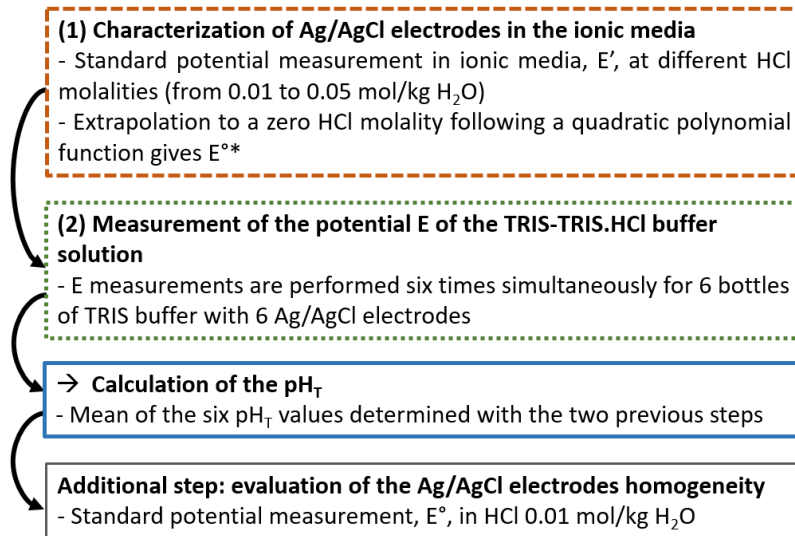 (1) Characterization of Ag/AgCl electrodes in the ionic media
- Standard potential measurement in ionic media, E’, at different HCl
molalities (from 0.01 to 0.05 mol/kg H₂O)
- Extrapolation to a zero HCl molality following a quadratic polynomial
function gives E°*
(2) Measurement of the potential E of the TRIS-TRIS.HCl buffer
solution
- E measurements are performed six times simultaneously for 6 bottles
of TRIS buffer with 6 Ag/AgCl electrodes
→ Calculation of the pH_T
- Mean of the six pH_T values determined with the two previous steps
Additional step: evaluation of the Ag/AgCl electrodes homogeneity
- Standard potential measurement, E°, in HCl 0.01 mol/kg H₂O